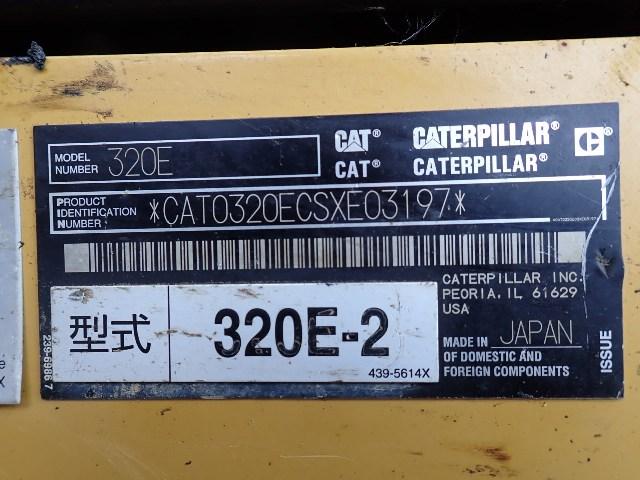 MODEL NUMBER 320E
CAT® CATERPILLAR®
CAT® CATERPILLAR®
PRODUCT IDENTIFICATION NUMBER *CAT0320ECSXE03197*
CATERPILLAR INC.
PEORIA, IL 61629
USA
型式 320E-2
439-5614X
MADE IN JAPAN
OF DOMESTIC AND
FOREIGN COMPONENTS
ISSUE
239-6986 7
e
X